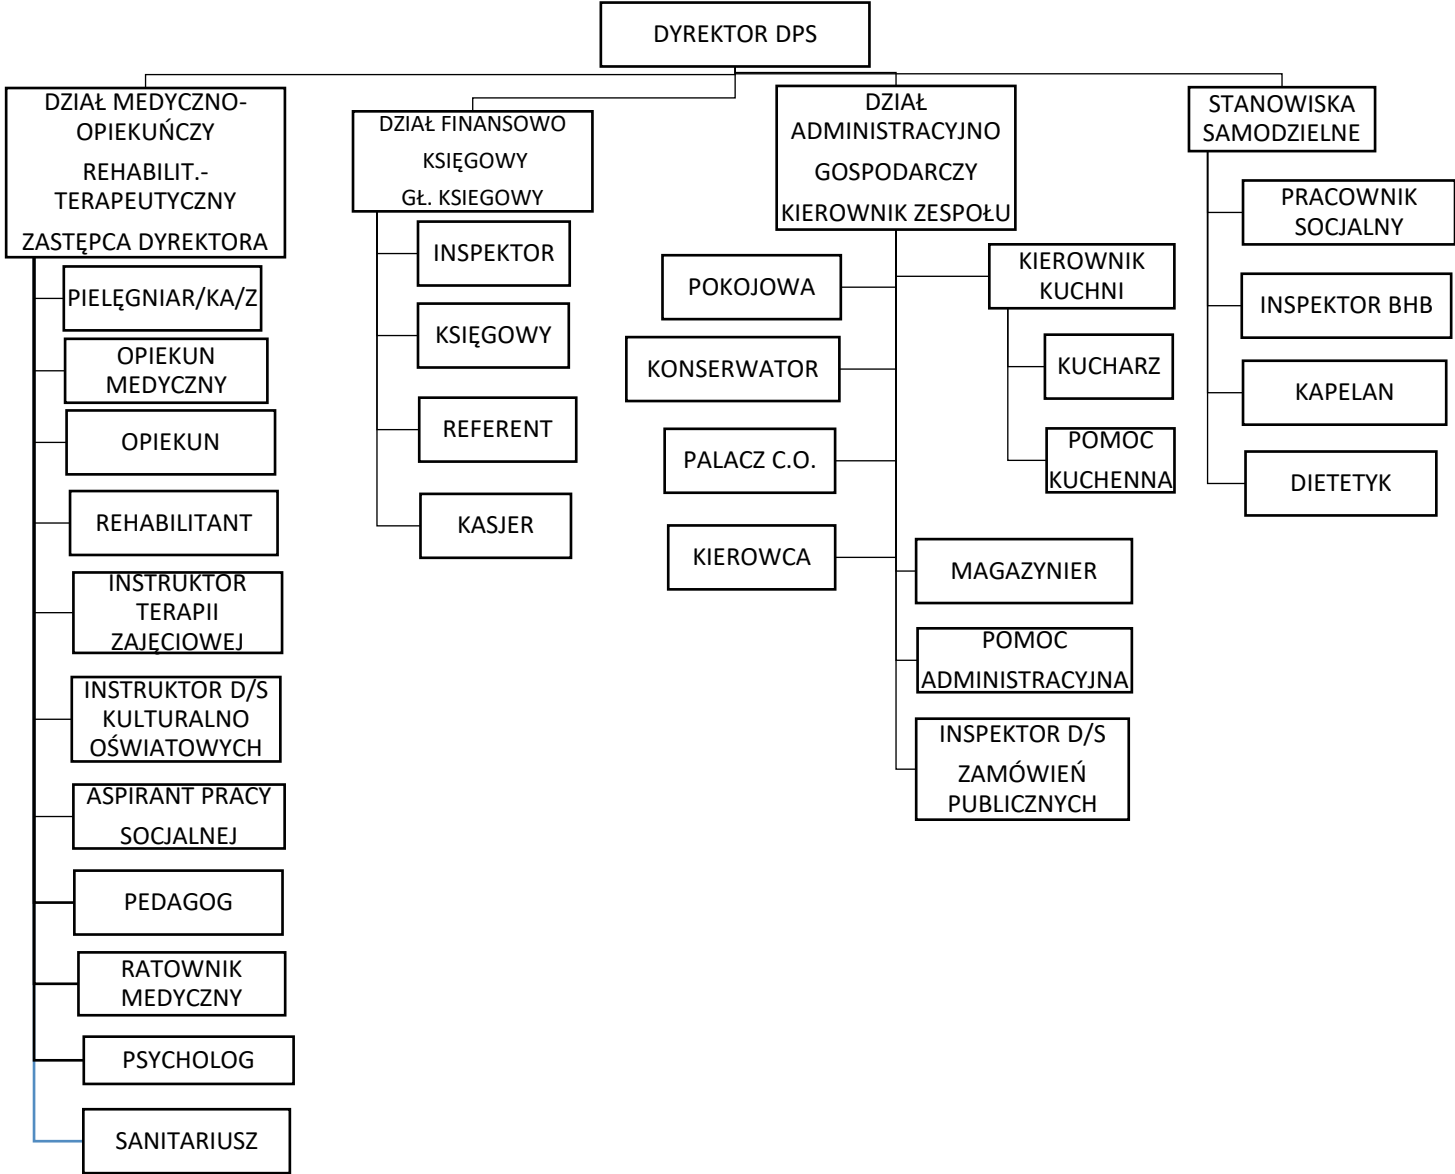 DYREKTOR DPS
DZIAŁ MEDYCZNO-
OPIEKUŃCZY
REHABILIT.-
TERAPEUTYCZNY
ZASTĘPCA DYREKTORA
PIELĘGNIAR/KA/Z
OPIEKUN
MEDYCZNY
OPIEKUN
REHABILITANT
INSTRUKTOR
TERAPII
ZAJĘCIOWEJ
INSTRUKTOR D/S
KULTURALNO
OŚWIATOWYCH
ASPIRANT PRACY
SOCJALNEJ
PEDAGOG
RATOWNIK
MEDYCZNY
PSYCHOLOG
SANITARIUSZ
DZIAŁ FINANSOWO
KSIĘGOWY
GŁ. KSIEGOWY
INSPEKTOR
KSIĘGOWY
REFERENT
KASJER
DZIAŁ
ADMINISTRACYJNO
GOSPODARCZY
KIEROWNIK ZESPOŁU
POKOJOWA
KONSERWATOR
PALACZ C.O.
KIEROWCA
KIEROWNIK
KUCHNI
KUCHARZ
POMOC
KUCHENNA
MAGAZYNIER
POMOC
ADMINISTRACYJNA
INSPEKTOR D/S
ZAMÓWIEŃ
PUBLICZNYCH
STANOWISKA
SAMODZIELNE
PRACOWNIK
SOCJALNY
INSPEKTOR BHB
KAPELAN
DIETETYK